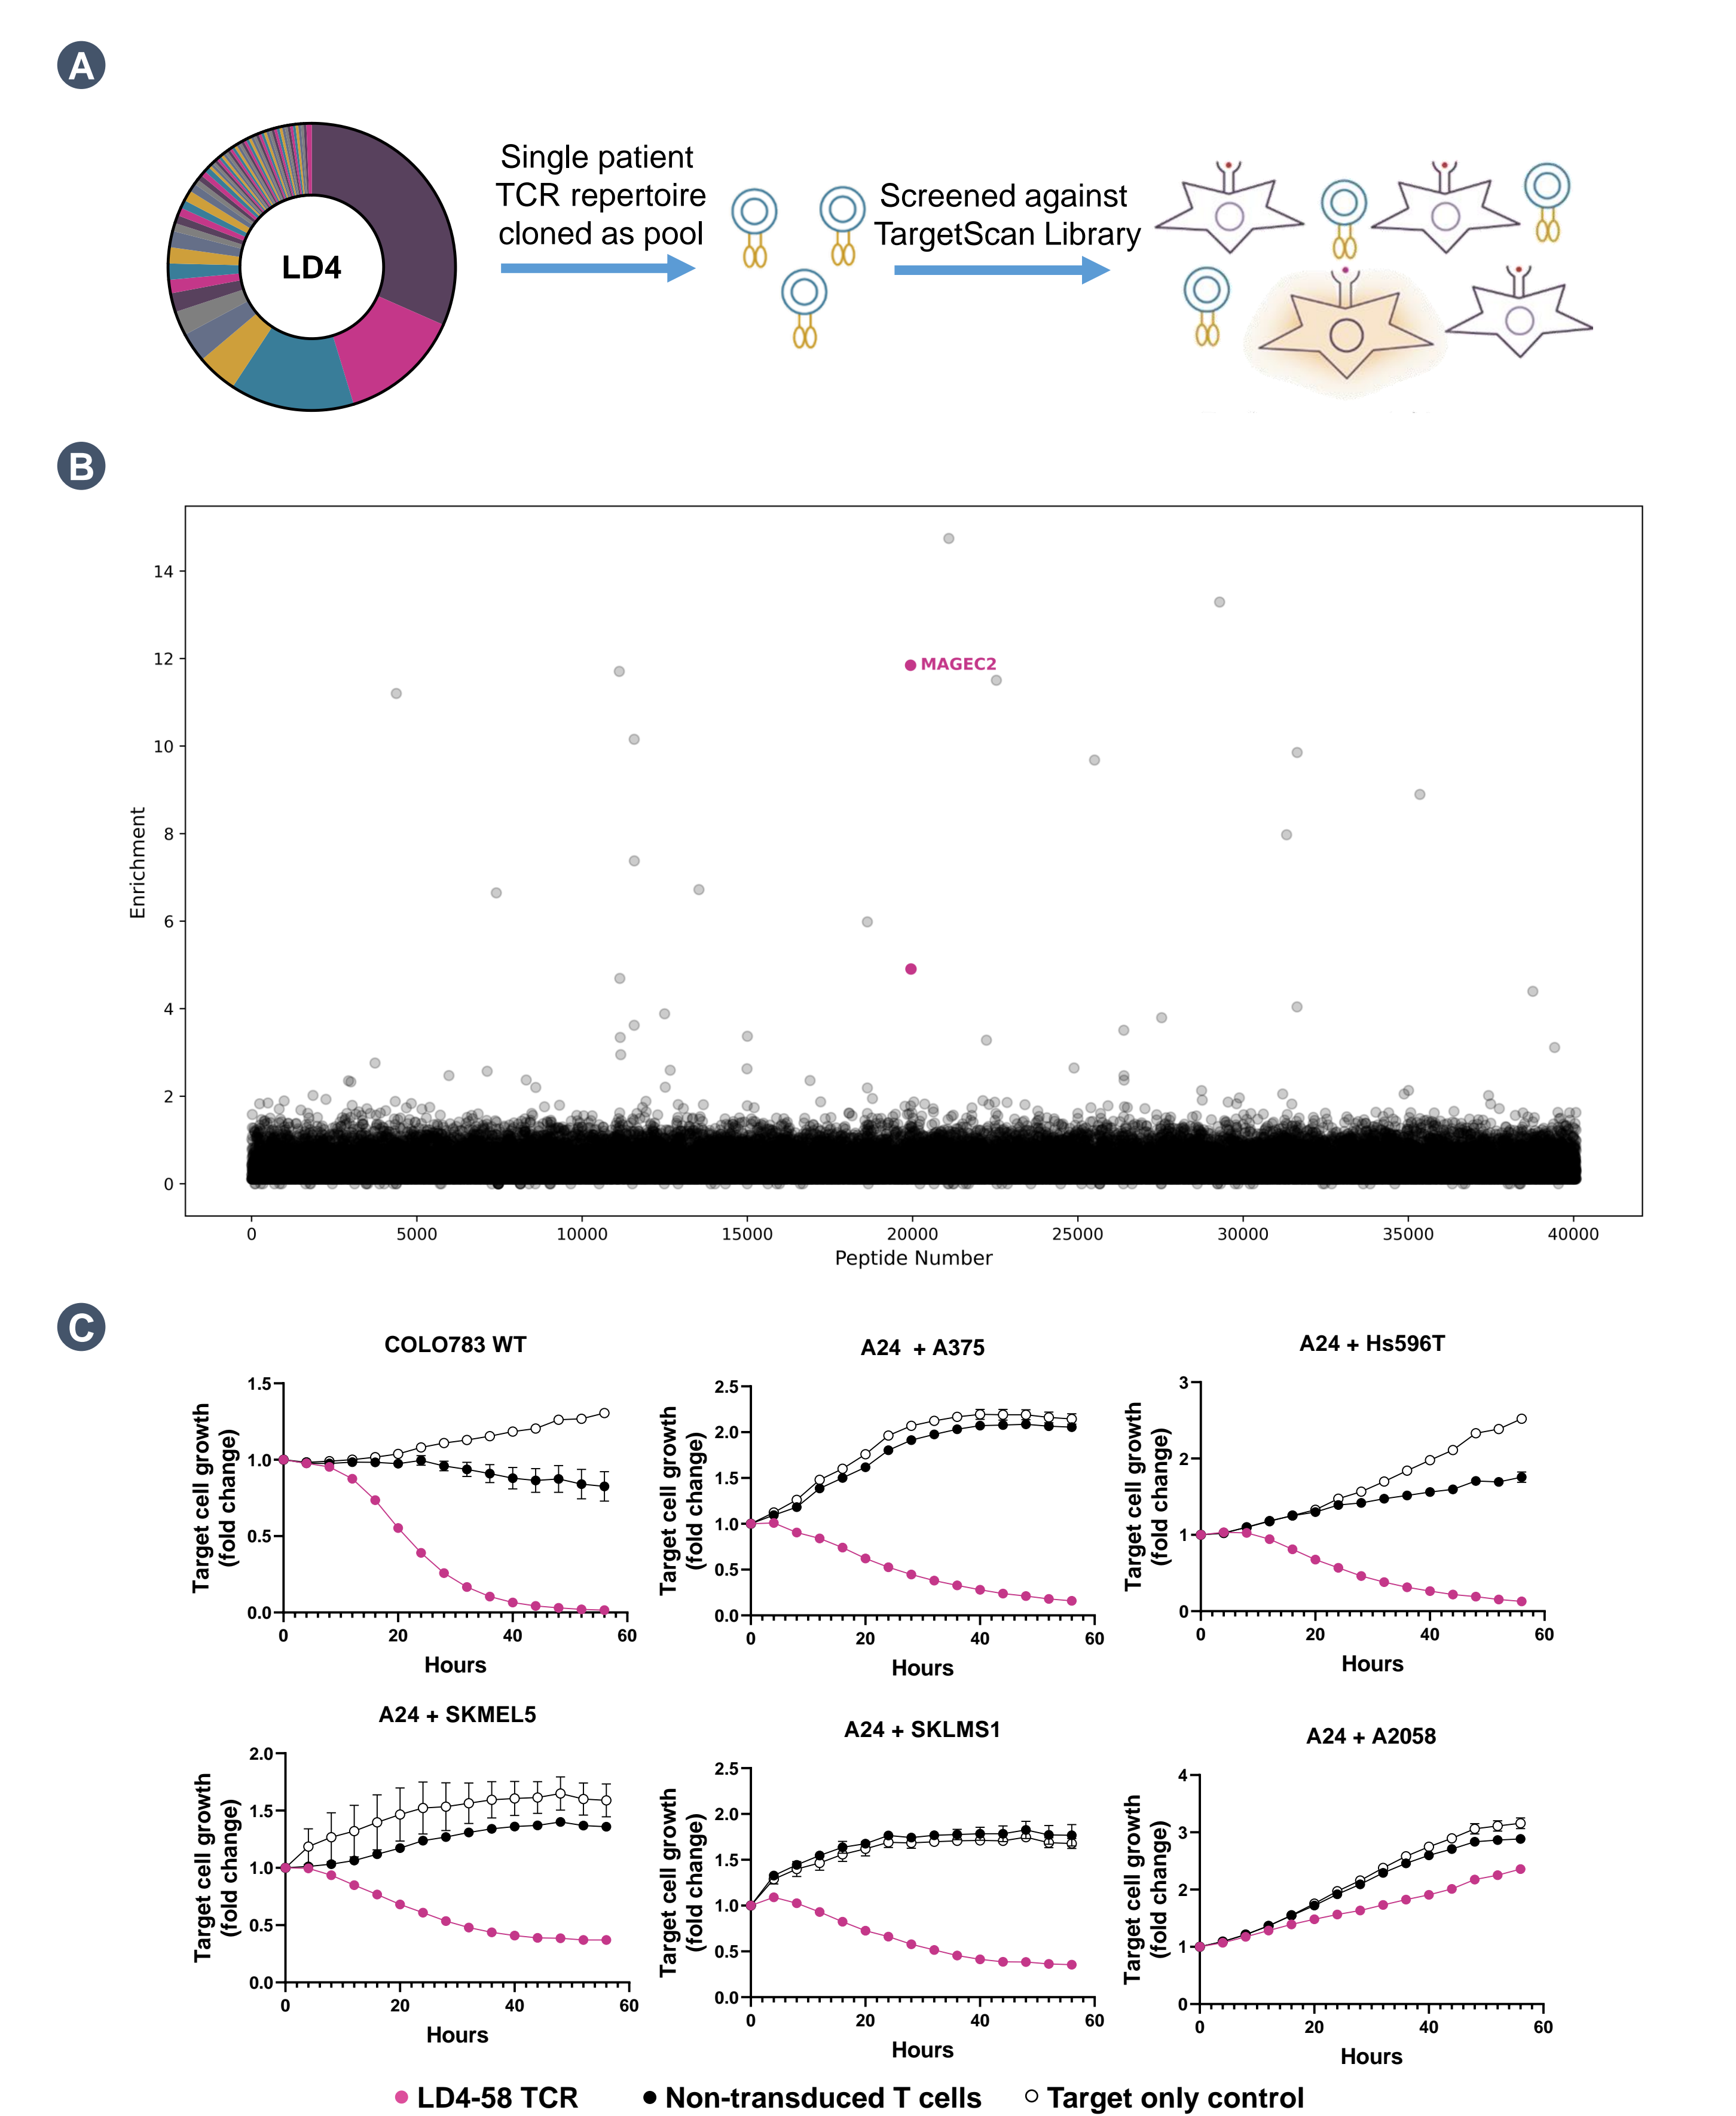 A
LD4
Single patient
TCR repertoire
cloned as pool
Screened against
TargetScan Library
B
14
12
10
8
6
4
2
0
Enrichment
MAGEC2
0 5000 10000 15000 20000 25000 30000 35000 40000
Peptide Number
C
COLO783 WT
Target cell growth
(fold change)
1.5
1.0
0.5
0.0
0 20 40 60
Hours
A24 + A375
Target cell growth
(fold change)
2.5
2.0
1.5
1.0
0.5
0.0
0 20 40 60
Hours
A24 + Hs596T
Target cell growth
(fold change)
3
2
1
0
0 20 40 60
Hours
A24 + SKMEL5
Target cell growth
(fold change)
2.0
1.5
1.0
0.5
0.0
0 20 40 60
Hours
A24 + SKLMS1
Target cell growth
(fold change)
2.5
2.0
1.5
1.0
0.5
0.0
0 20 40 60
Hours
A24 + A2058
Target cell growth
(fold change)
4
3
2
1
0
0 20 40 60
Hours
LD4-58 TCR
Non-transduced T cells
Target only control